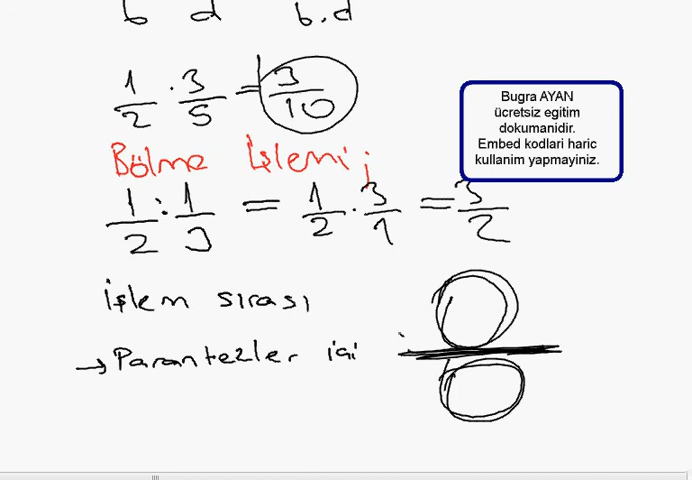 b d b.d
1/2 . 3/5 = 3/10
Bugra AYAN
ücretsiz egitim
dokumanidir.
Embed kodlari haric
kullanim yapmayiniz.
Bölme İşlemi;
1/2 : 1/3 = 1/2 . 3/1 = 3/2
İşlem sırası
→ Parantezler içi